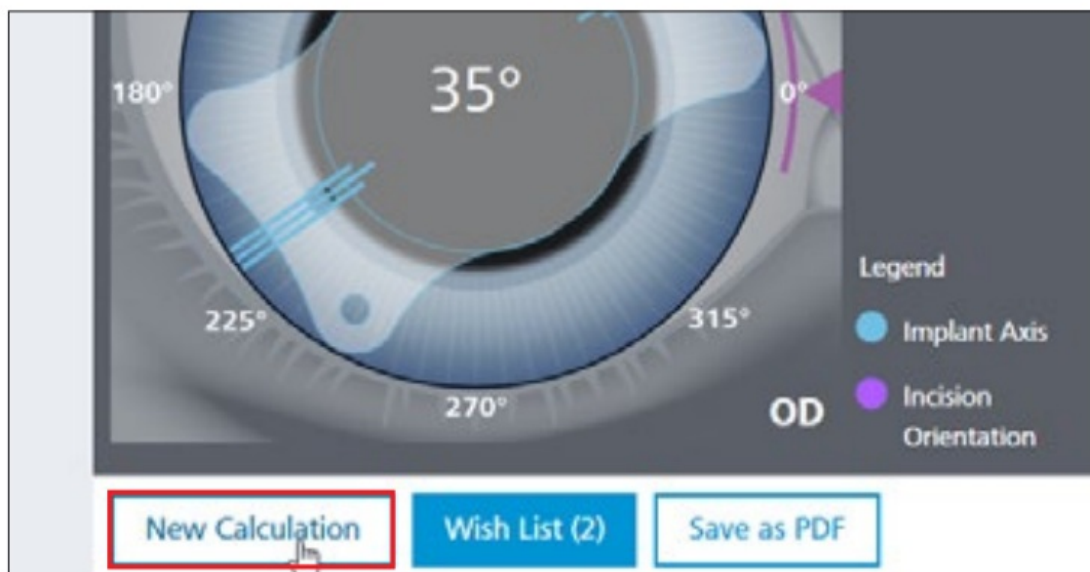 35°
180°
0°
225°
315°
270°
OD
Legend
Implant Axis
Incision
Orientation
New Calculation
Wish List (2)
Save as PDF